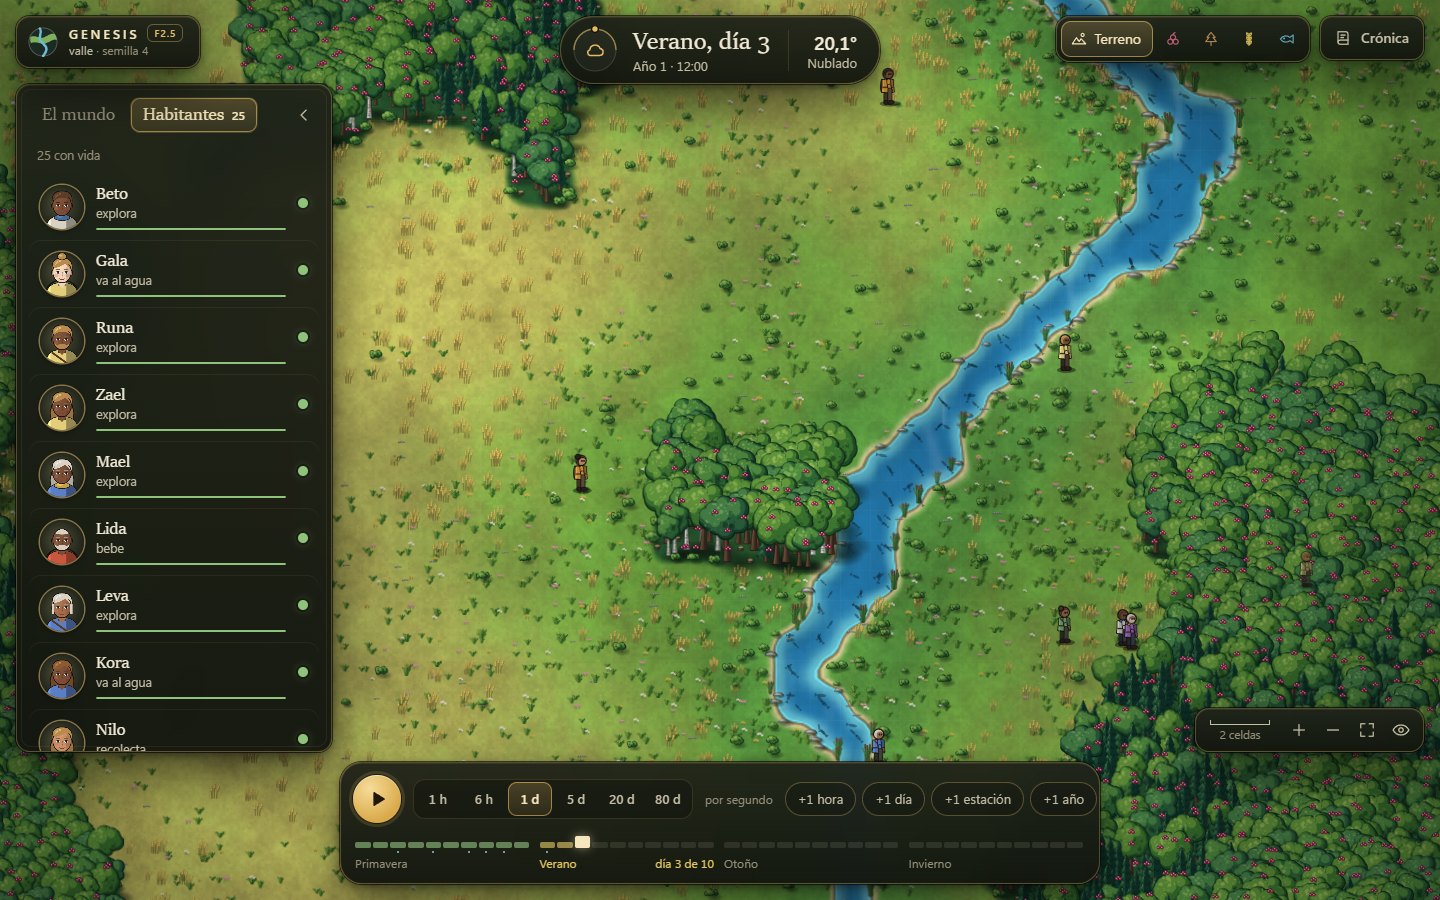 GENESIS F2.5
valle · semilla 4
Verano, día 3
Año 1 · 12:00
20,1°
Nublado
Terreno
Crónica
El mundo
Habitantes 25
25 con vida
Beto
explora
Gala
va al agua
Runa
explora
Zael
explora
Mael
explora
Lida
bebe
Leva
explora
Kora
va al agua
Nilo
recolecta
2 celdas
1 h
6 h
1 d
5 d
20 d
80 d
por segundo
+1 hora
+1 día
+1 estación
+1 año
Primavera
Verano
día 3 de 10
Otoño
Invierno